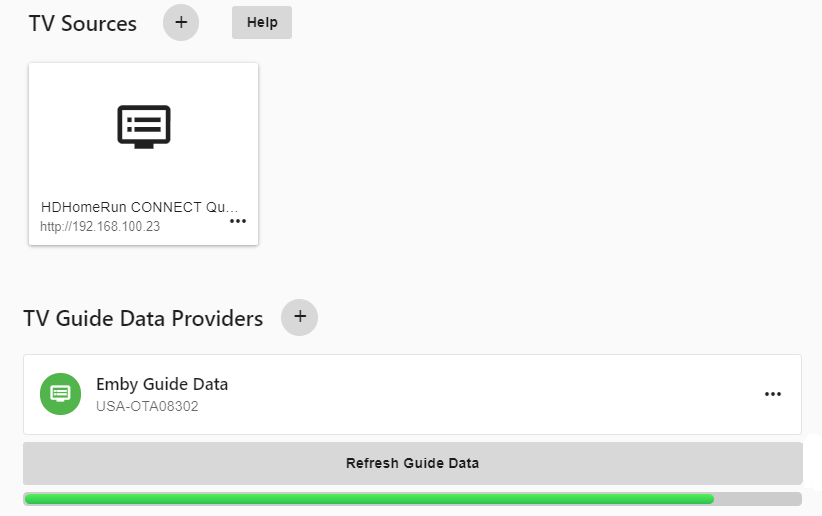 TV Sources + Help
HDHomeRun CONNECT Qu...
http://192.168.100.23
TV Guide Data Providers +
Emby Guide Data
USA-OTA08302
Refresh Guide Data